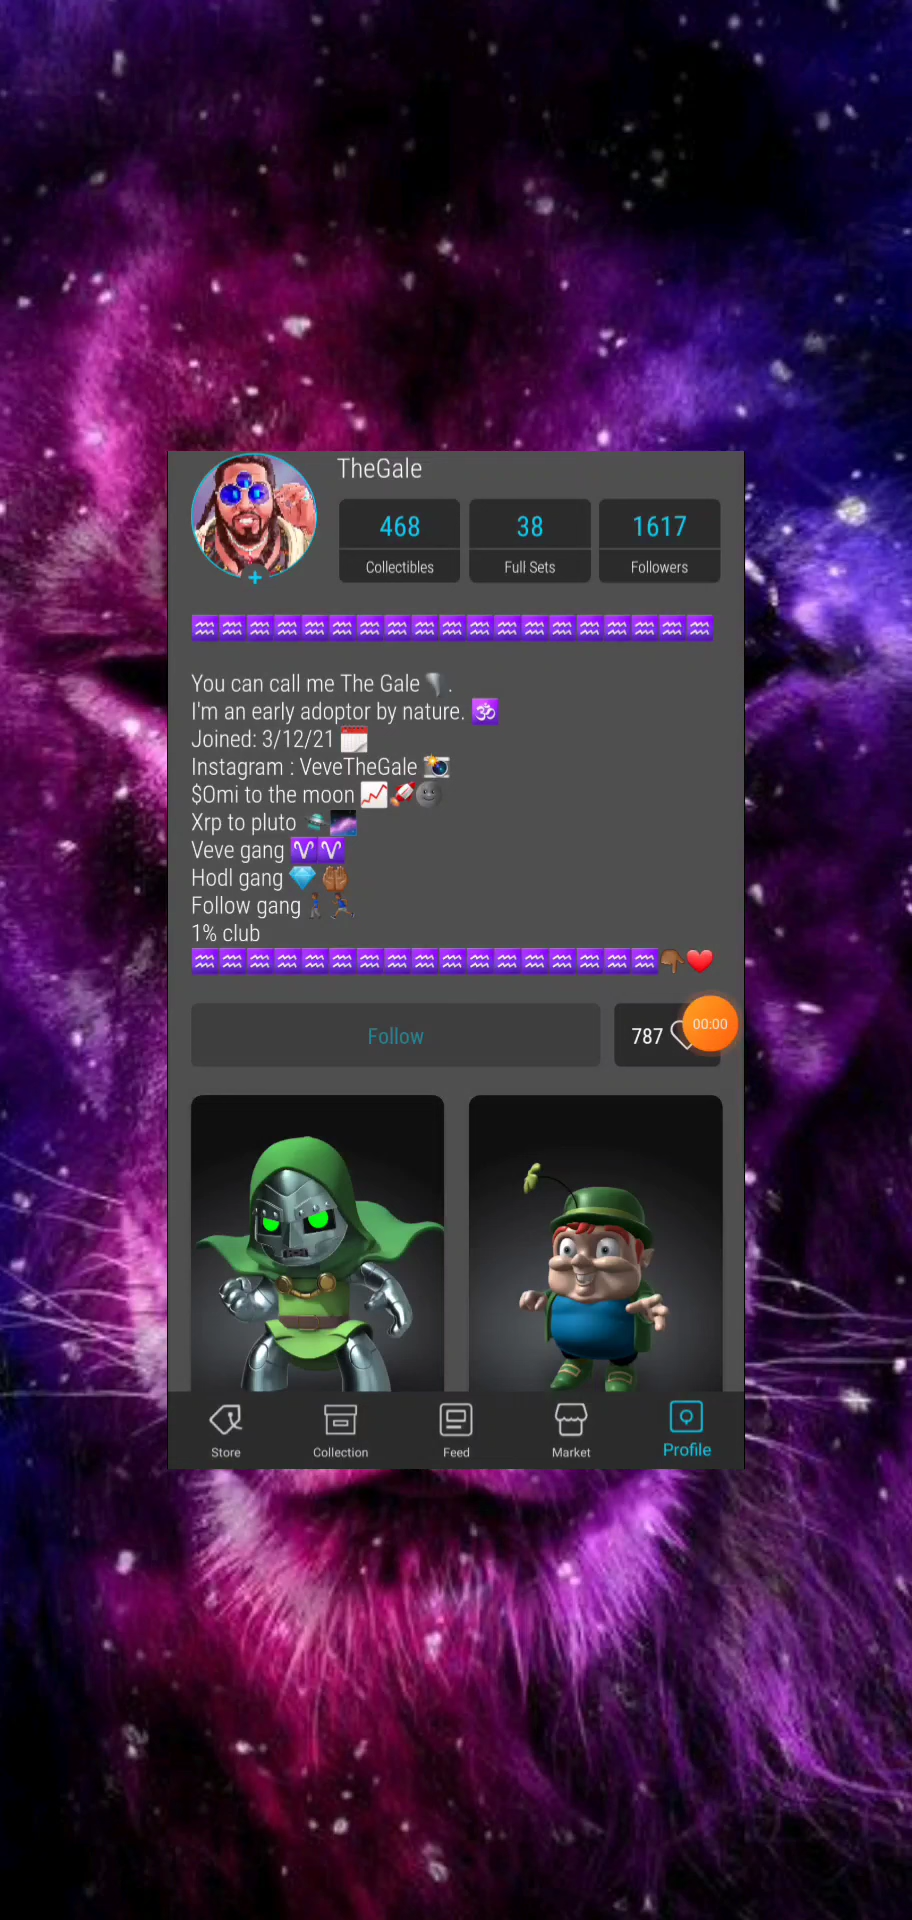 TheGale
468 38 1617
Collectibles Full Sets Followers
♒♒♒♒♒♒♒♒♒♒♒♒♒♒♒♒♒♒♒
You can call me The Gale 🌪.
I'm an early adoptor by nature. 🕉
Joined: 3/12/21 📅
Instagram : VeveTheGale 📸
$Omi to the moon 📈🚀🌚
Xrp to pluto 🛸🌌
Veve gang ♈♈
Hodl gang 💎🤲🏾
Follow gang 🚶🏾🏃🏾
1% club
♒♒♒♒♒♒♒♒♒♒♒♒♒♒♒♒♒👇🏾❤️
Follow 787
00:00
Store Collection Feed Market Profile